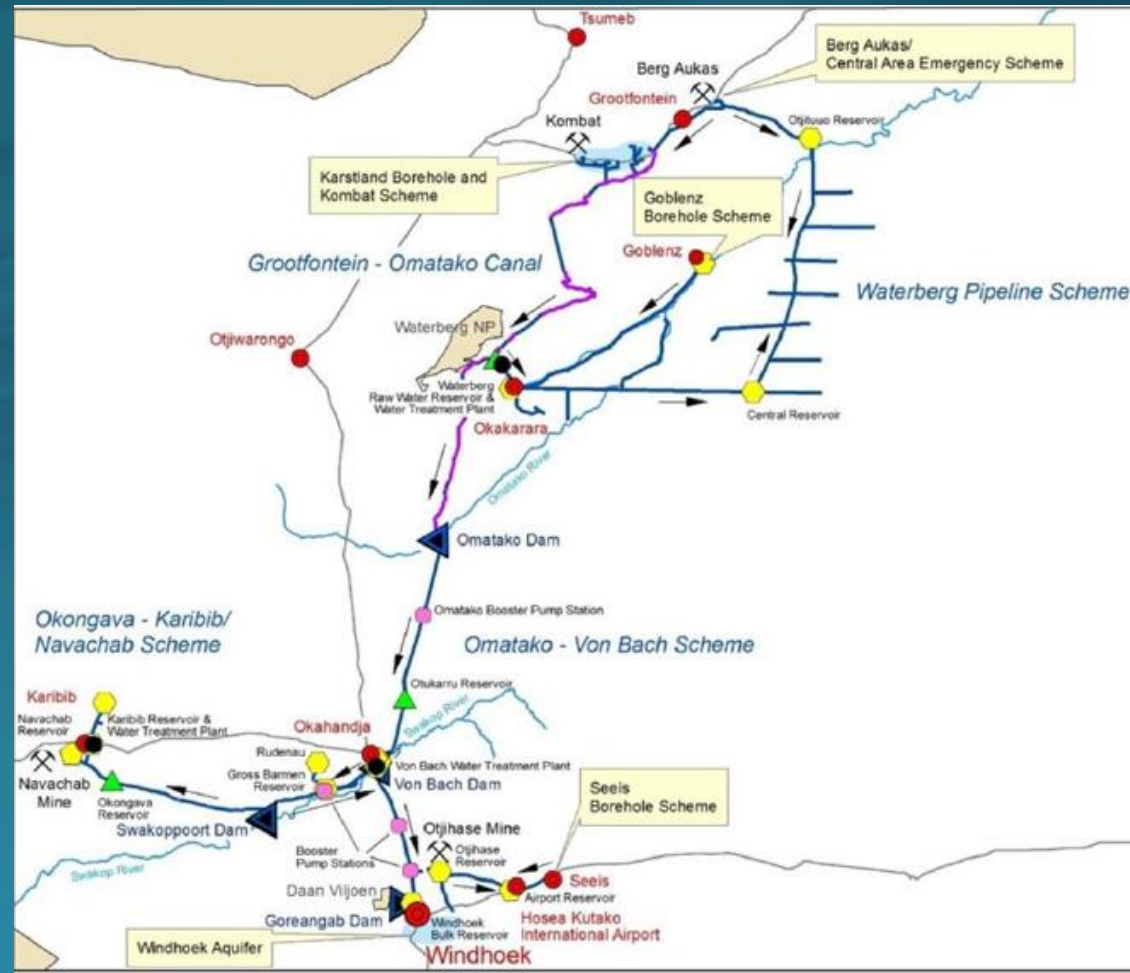 Tsumeb
Berg Aukas/
Central Area Emergency Scheme
Berg Aukas
Grootfontein
Otjituuo Reservoir
Kombat
Karstland Borehole and
Kombat Scheme
Goblenz
Borehole Scheme
Goblenz
Grootfontein - Omatako Canal
Waterberg Pipeline Scheme
Waterberg NP
Otjiwarongo
Waterberg
Raw Water Reservoir &
Water Treatment Plant
Central Reservoir
Okakarara
Omatako River
Omatako Dam
Omatako Booster Pump Station
Okongava - Karibib/
Navachab Scheme
Omatako - Von Bach Scheme
Otukarru Reservoir
Karibib
Swakop River
Navachab
Reservoir
Karibib Reservoir &
Water Treatment Plant
Okahandja
Rudenau
Von Bach Water Treatment Plant
Gross Barmen
Reservoir
Von Bach Dam
Navachab
Mine
Okongava
Reservoir
Seeis
Borehole Scheme
Swakoppoort Dam
Otjihase Mine
Otjihase
Reservoir
Booster
Pump Stations
Swakop River
Seeis
Daan Viljoen
Airport Reservoir
Goreangab Dam
Windhoek
Bulk Reservoir
Hosea Kutako
International Airport
Windhoek Aquifer
Windhoek